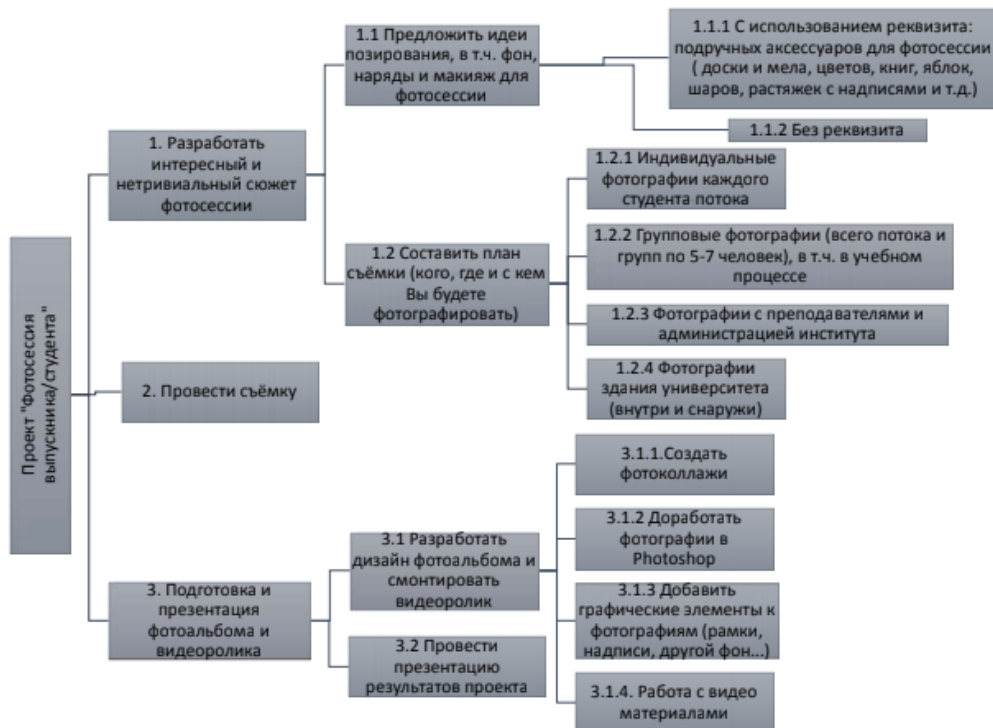 Проект "Фотосессия
выпускника/студента"
1. Разработать
интересный и
нетривиальный сюжет
фотосессии
1.1 Предложить идеи
позирования, в т.ч. фон,
наряды и макияж для
фотосессии
1.1.1 С использованием реквизита:
подручных аксессуаров для фотосессии
( доски и мела, цветов, книг, яблок,
шаров, растяжек с надписями и т.д.)
1.1.2 Без реквизита
1.2 Составить план
съёмки (кого, где и с кем
Вы будете
фотографировать)
1.2.1 Индивидуальные
фотографии каждого
студента потока
1.2.2 Групповые фотографии (всего потока и
групп по 5-7 человек), в т.ч. в учебном
процессе
1.2.3 Фотографии с преподавателями и
администрацией института
1.2.4 Фотографии
здания университета
(внутри и снаружи)
2. Провести съёмку
3. Подготовка и
презентация
фотоальбома и
видеоролика
3.1 Разработать
дизайн фотоальбома и
смонтировать
видеоролик
3.1.1.Создать
фотоколлажи
3.1.2 Доработать
фотографии в
Photoshop
3.1.3 Добавить
графические элементы к
фотографиям (рамки,
надписи, другой фон...)
3.1.4. Работа с видео
материалами
3.2 Провести
презентацию
результатов проекта